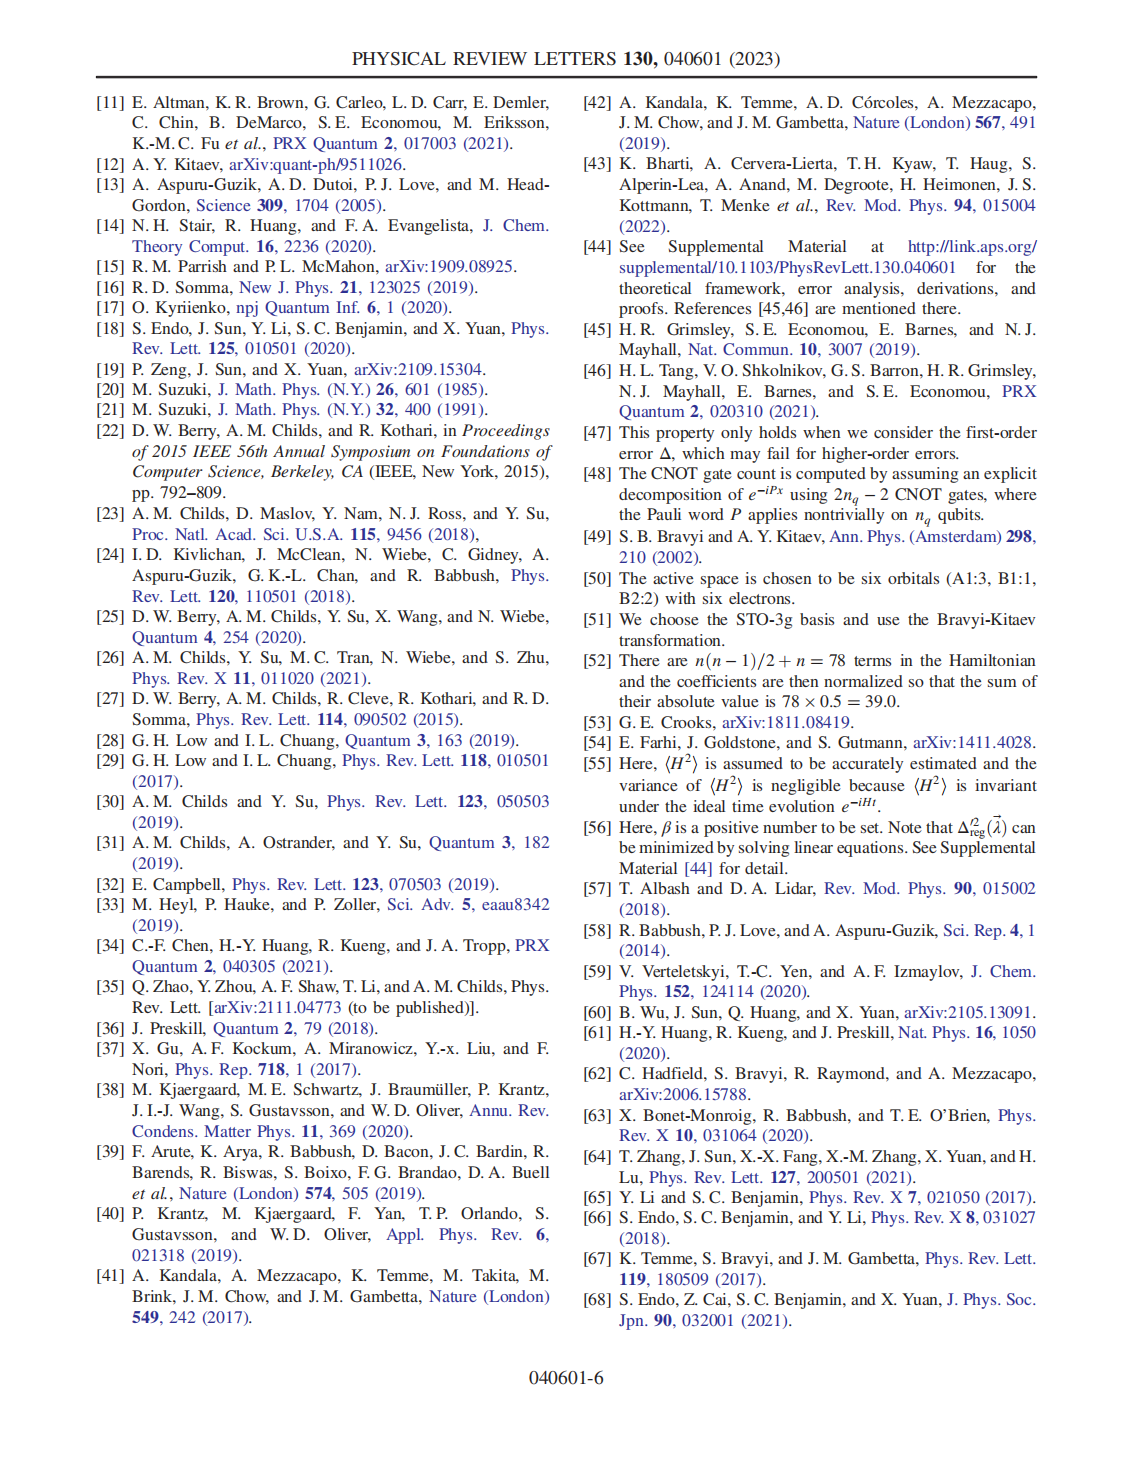 PHYSICAL REVIEW LETTERS 130, 040601 (2023)
[11] E. Altman, K. R. Brown, G. Carleo, L. D. Carr, E. Demler,
C. Chin, B. DeMarco, S. E. Economou, M. Eriksson,
K.-M. C. Fu et al., PRX Quantum 2, 017003 (2021).
[12] A. Y. Kitaev, arXiv:quant-ph/9511026.
[13] A. Aspuru-Guzik, A. D. Dutoi, P. J. Love, and M. Head-
Gordon, Science 309, 1704 (2005).
[14] N. H. Stair, R. Huang, and F. A. Evangelista, J. Chem.
Theory Comput. 16, 2236 (2020).
[15] R. M. Parrish and P. L. McMahon, arXiv:1909.08925.
[16] R. D. Somma, New J. Phys. 21, 123025 (2019).
[17] O. Kyriienko, npj Quantum Inf. 6, 1 (2020).
[18] S. Endo, J. Sun, Y. Li, S. C. Benjamin, and X. Yuan, Phys.
Rev. Lett. 125, 010501 (2020).
[19] P. Zeng, J. Sun, and X. Yuan, arXiv:2109.15304.
[20] M. Suzuki, J. Math. Phys. (N.Y.) 26, 601 (1985).
[21] M. Suzuki, J. Math. Phys. (N.Y.) 32, 400 (1991).
[22] D. W. Berry, A. M. Childs, and R. Kothari, in Proceedings
of 2015 IEEE 56th Annual Symposium on Foundations of
Computer Science, Berkeley, CA (IEEE, New York, 2015),
pp. 792–809.
[23] A. M. Childs, D. Maslov, Y. Nam, N. J. Ross, and Y. Su,
Proc. Natl. Acad. Sci. U.S.A. 115, 9456 (2018),
[24] I. D. Kivlichan, J. McClean, N. Wiebe, C. Gidney, A.
Aspuru-Guzik, G. K.-L. Chan, and R. Babbush, Phys.
Rev. Lett. 120, 110501 (2018).
[25] D. W. Berry, A. M. Childs, Y. Su, X. Wang, and N. Wiebe,
Quantum 4, 254 (2020).
[26] A. M. Childs, Y. Su, M. C. Tran, N. Wiebe, and S. Zhu,
Phys. Rev. X 11, 011020 (2021).
[27] D. W. Berry, A. M. Childs, R. Cleve, R. Kothari, and R. D.
Somma, Phys. Rev. Lett. 114, 090502 (2015).
[28] G. H. Low and I. L. Chuang, Quantum 3, 163 (2019).
[29] G. H. Low and I. L. Chuang, Phys. Rev. Lett. 118, 010501
(2017).
[30] A. M. Childs and Y. Su, Phys. Rev. Lett. 123, 050503
(2019).
[31] A. M. Childs, A. Ostrander, and Y. Su, Quantum 3, 182
(2019).
[32] E. Campbell, Phys. Rev. Lett. 123, 070503 (2019).
[33] M. Heyl, P. Hauke, and P. Zoller, Sci. Adv. 5, eaau8342
(2019).
[34] C.-F. Chen, H.-Y. Huang, R. Kueng, and J. A. Tropp, PRX
Quantum 2, 040305 (2021).
[35] Q. Zhao, Y. Zhou, A. F. Shaw, T. Li, and A. M. Childs, Phys.
Rev. Lett. [arXiv:2111.04773 (to be published)].
[36] J. Preskill, Quantum 2, 79 (2018).
[37] X. Gu, A. F. Kockum, A. Miranowicz, Y.-x. Liu, and F.
Nori, Phys. Rep. 718, 1 (2017).
[38] M. Kjaergaard, M. E. Schwartz, J. Braumüller, P. Krantz,
J. I.-J. Wang, S. Gustavsson, and W. D. Oliver, Annu. Rev.
Condens. Matter Phys. 11, 369 (2020).
[39] F. Arute, K. Arya, R. Babbush, D. Bacon, J. C. Bardin, R.
Barends, R. Biswas, S. Boixo, F. G. Brandao, D. A. Buell
et al., Nature (London) 574, 505 (2019).
[40] P. Krantz, M. Kjaergaard, F. Yan, T. P. Orlando, S.
Gustavsson, and W. D. Oliver, Appl. Phys. Rev. 6,
021318 (2019).
[41] A. Kandala, A. Mezzacapo, K. Temme, M. Takita, M.
Brink, J. M. Chow, and J. M. Gambetta, Nature (London)
549, 242 (2017).
[42] A. Kandala, K. Temme, A. D. Córcoles, A. Mezzacapo,
J. M. Chow, and J. M. Gambetta, Nature (London) 567, 491
(2019).
[43] K. Bharti, A. Cervera-Lierta, T. H. Kyaw, T. Haug, S.
Alperin-Lea, A. Anand, M. Degroote, H. Heimonen, J. S.
Kottmann, T. Menke et al., Rev. Mod. Phys. 94, 015004
(2022).
[44] See Supplemental Material at http://link.aps.org/
supplemental/10.1103/PhysRevLett.130.040601 for the
theoretical framework, error analysis, derivations, and
proofs. References [45,46] are mentioned there.
[45] H. R. Grimsley, S. E. Economou, E. Barnes, and N. J.
Mayhall, Nat. Commun. 10, 3007 (2019).
[46] H. L. Tang, V. O. Shkolnikov, G. S. Barron, H. R. Grimsley,
N. J. Mayhall, E. Barnes, and S. E. Economou, PRX
Quantum 2, 020310 (2021).
[47] This property only holds when we consider the first-order
error Δ, which may fail for higher-order errors.
[48] The CNOT gate count is computed by assuming an explicit
decomposition of e^{−iPx} using 2n_q − 2 CNOT gates, where
the Pauli word P applies nontrivially on n_q qubits.
[49] S. B. Bravyi and A. Y. Kitaev, Ann. Phys. (Amsterdam) 298,
210 (2002).
[50] The active space is chosen to be six orbitals (A1:3, B1:1,
B2:2) with six electrons.
[51] We choose the STO-3g basis and use the Bravyi-Kitaev
transformation.
[52] There are n(n − 1)/2 + n = 78 terms in the Hamiltonian
and the coefficients are then normalized so that the sum of
their absolute value is 78 × 0.5 = 39.0.
[53] G. E. Crooks, arXiv:1811.08419.
[54] E. Farhi, J. Goldstone, and S. Gutmann, arXiv:1411.4028.
[55] Here, ⟨H²⟩ is assumed to be accurately estimated and the
variance of ⟨H²⟩ is negligible because ⟨H²⟩ is invariant
under the ideal time evolution e^{−iHt}.
[56] Here, β is a positive number to be set. Note that Δ′²_reg(λ⃗) can
be minimized by solving linear equations. See Supplemental
Material [44] for detail.
[57] T. Albash and D. A. Lidar, Rev. Mod. Phys. 90, 015002
(2018).
[58] R. Babbush, P. J. Love, and A. Aspuru-Guzik, Sci. Rep. 4, 1
(2014).
[59] V. Verteletskyi, T.-C. Yen, and A. F. Izmaylov, J. Chem.
Phys. 152, 124114 (2020).
[60] B. Wu, J. Sun, Q. Huang, and X. Yuan, arXiv:2105.13091.
[61] H.-Y. Huang, R. Kueng, and J. Preskill, Nat. Phys. 16, 1050
(2020).
[62] C. Hadfield, S. Bravyi, R. Raymond, and A. Mezzacapo,
arXiv:2006.15788.
[63] X. Bonet-Monroig, R. Babbush, and T. E. O'Brien, Phys.
Rev. X 10, 031064 (2020).
[64] T. Zhang, J. Sun, X.-X. Fang, X.-M. Zhang, X. Yuan, and H.
Lu, Phys. Rev. Lett. 127, 200501 (2021).
[65] Y. Li and S. C. Benjamin, Phys. Rev. X 7, 021050 (2017).
[66] S. Endo, S. C. Benjamin, and Y. Li, Phys. Rev. X 8, 031027
(2018).
[67] K. Temme, S. Bravyi, and J. M. Gambetta, Phys. Rev. Lett.
119, 180509 (2017).
[68] S. Endo, Z. Cai, S. C. Benjamin, and X. Yuan, J. Phys. Soc.
Jpn. 90, 032001 (2021).
040601-6